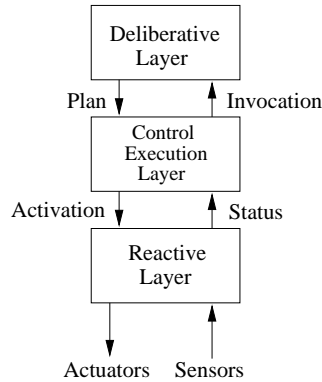 Deliberative
Layer
Plan
Invocation
Control
Execution
Layer
Activation
Status
Reactive
Layer
Actuators
Sensors